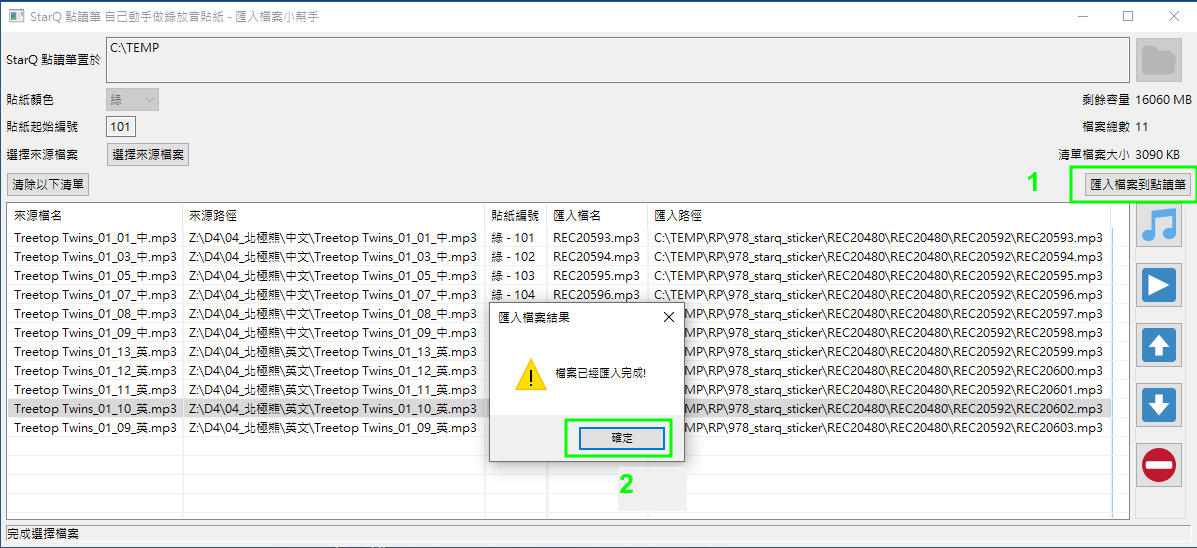 StarQ 點讀筆 自己動手做錄放音貼紙 - 匯入檔案小幫手
StarQ 點讀筆置於 C:\TEMP
貼紙顏色 綠 剩餘容量 16060 MB
貼紙起始編號 101 檔案總數 11
選擇來源檔案 選擇來源檔案 清單檔案大小 3090 KB
清除以下清單 1 匯入檔案到點讀筆
來源檔名 來源路徑 貼紙編號 匯入檔名 匯入路徑
Treetop Twins_01_01_中.mp3 Z:\D4\04_北極熊\中文\Treetop Twins_01_01_中.mp3 綠 - 101 REC20593.mp3 C:\TEMP\RP\978_starq_sticker\REC20480\REC20480\REC20592\REC20593.mp3
Treetop Twins_01_03_中.mp3 Z:\D4\04_北極熊\中文\Treetop Twins_01_03_中.mp3 綠 - 102 REC20594.mp3 C:\TEMP\RP\978_starq_sticker\REC20480\REC20480\REC20592\REC20594.mp3
Treetop Twins_01_05_中.mp3 Z:\D4\04_北極熊\中文\Treetop Twins_01_05_中.mp3 綠 - 103 REC20595.mp3 C:\TEMP\RP\978_starq_sticker\REC20480\REC20480\REC20592\REC20595.mp3
Treetop Twins_01_07_中.mp3 Z:\D4\04_北極熊\中文\Treetop Twins_01_07_中.mp3 綠 - 104 REC20596.mp3 C:\TEMP\RP\978_starq_sticker\REC20480\REC20480\REC20592\REC20596.mp3
Treetop Twins_01_08_中.mp3 Z:\D4\04_北極熊\中文\Treetop Twins_01_08_中.mp3 TEMP\RP\978_starq_sticker\REC20480\REC20480\REC20592\REC20597.mp3
Treetop Twins_01_09_中.mp3 Z:\D4\04_北極熊\中文\Treetop Twins_01_09_中.mp3 TEMP\RP\978_starq_sticker\REC20480\REC20480\REC20592\REC20598.mp3
Treetop Twins_01_13_英.mp3 Z:\D4\04_北極熊\英文\Treetop Twins_01_13_英.mp3 TEMP\RP\978_starq_sticker\REC20480\REC20480\REC20592\REC20599.mp3
Treetop Twins_01_12_英.mp3 Z:\D4\04_北極熊\英文\Treetop Twins_01_12_英.mp3 TEMP\RP\978_starq_sticker\REC20480\REC20480\REC20592\REC20600.mp3
Treetop Twins_01_11_英.mp3 Z:\D4\04_北極熊\英文\Treetop Twins_01_11_英.mp3 TEMP\RP\978_starq_sticker\REC20480\REC20480\REC20592\REC20601.mp3
Treetop Twins_01_10_英.mp3 Z:\D4\04_北極熊\英文\Treetop Twins_01_10_英.mp3 TEMP\RP\978_starq_sticker\REC20480\REC20480\REC20592\REC20602.mp3
Treetop Twins_01_09_英.mp3 Z:\D4\04_北極熊\英文\Treetop Twins_01_09_英.mp3 TEMP\RP\978_starq_sticker\REC20480\REC20480\REC20592\REC20603.mp3
匯入檔案結果
檔案已經匯入完成!
確定
2
完成選擇檔案